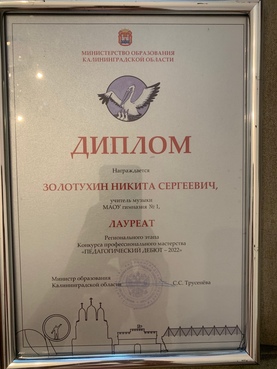 МИНИСТЕРСТВО ОБРАЗОВАНИЯ
КАЛИНИНГРАДСКОЙ ОБЛАСТИ
ДИПЛОМ
Награждается
ЗОЛОТУХИН НИКИТА СЕРГЕЕВИЧ,
учитель музыки
МАОУ гимназия № 1,
ЛАУРЕАТ
Регионального этапа
Конкурса профессионального мастерства
«ПЕДАГОГИЧЕСКИЙ ДЕБЮТ – 2022»
Министр образования
Калининградской области
С.С. Трусенёва